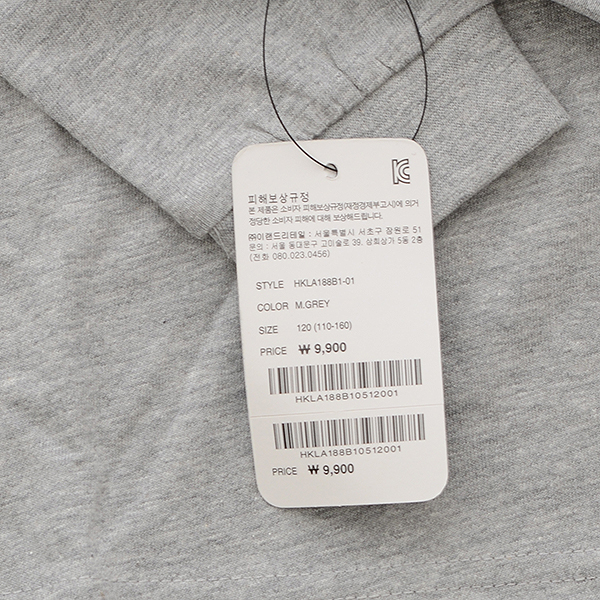 피해보상규정
본 제품은 소비자 피해보상규정(재정경제부고시)에 의거
정당한 소비자 피해에 대해 보상해드립니다.
㈜이랜드리테일 : 서울특별시 서초구 잠원로 51
문의 : 서울 동대문구 고미술로 39. 삼희상가 5동 2층
(전화 080.023.0456)
STYLE HKLA188B1-01
COLOR M.GREY
SIZE 120 (110-160)
PRICE ₩ 9,900
HKLA188B10512001
HKLA188B10512001
PRICE ₩ 9,900